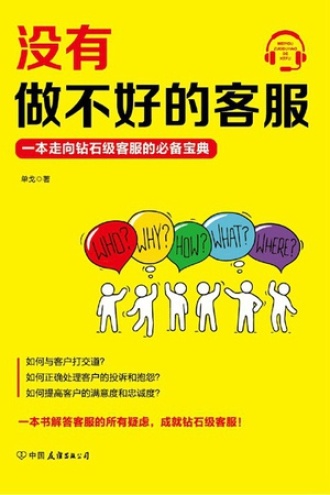 没有
做不好的客服
一本走向钻石级客服的必备宝典
单戈◎著
WHO? WHY? HOW? WHAT? WHERE?
如何与客户打交道?
如何正确处理客户的投诉和抱怨?
如何提高客户的满意度和忠诚度?
一本书解答客服的所有疑虑，成就钻石级客服!
中国友谊出版公司